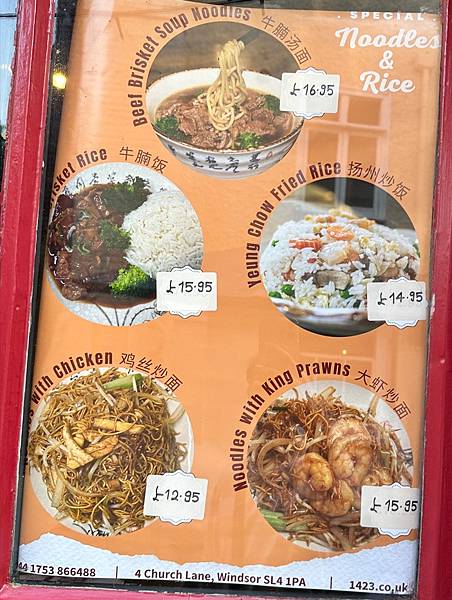 . SPECIAL
Noodles
&
Rice
Beef Brisket Soup Noodles 牛腩汤面
£16.95
Brisket Rice 牛腩饭
£15.95
Yeung Chow Fried Rice 扬州炒饭
£14.95
with Chicken 鸡丝炒面
£12.95
Noodles with King Prawns 大虾炒面
£15.95
1753 866488 | 4 Church Lane, Windsor SL4 1PA | 1423.co,uk